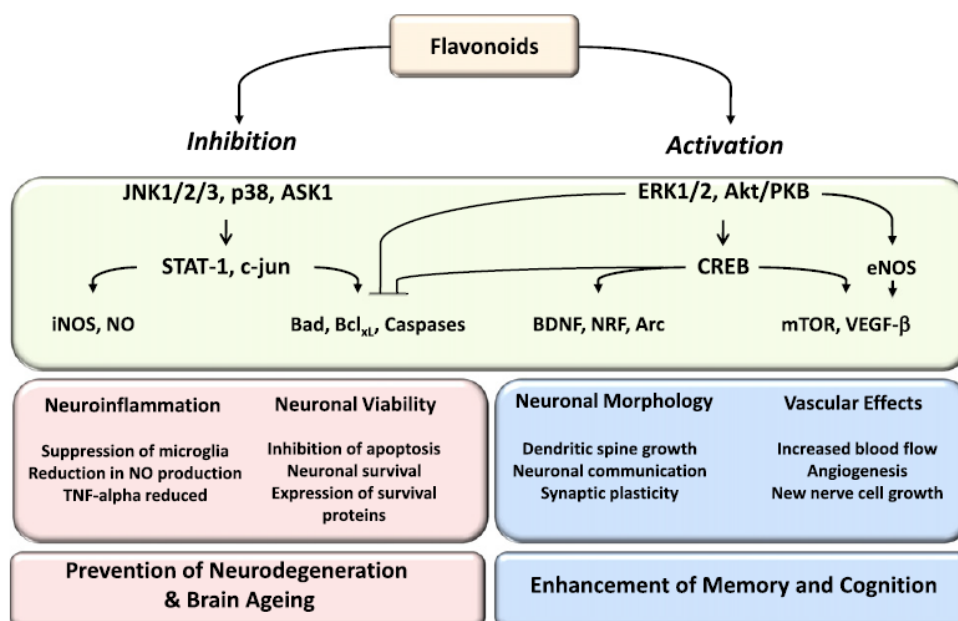 Flavonoids
Inhibition
Activation
JNK1/2/3, p38, ASK1
ERK1/2, Akt/PKB
STAT-1, c-jun
CREB
eNOS
iNOS, NO
Bad, BclxL, Caspases
BDNF, NRF, Arc
mTOR, VEGF-β
Neuroinflammation
Suppression of microglia
Reduction in NO production
TNF-alpha reduced
Neuronal Viability
Inhibition of apoptosis
Neuronal survival
Expression of survival
proteins
Neuronal Morphology
Dendritic spine growth
Neuronal communication
Synaptic plasticity
Vascular Effects
Increased blood flow
Angiogenesis
New nerve cell growth
Prevention of Neurodegeneration
& Brain Ageing
Enhancement of Memory and Cognition